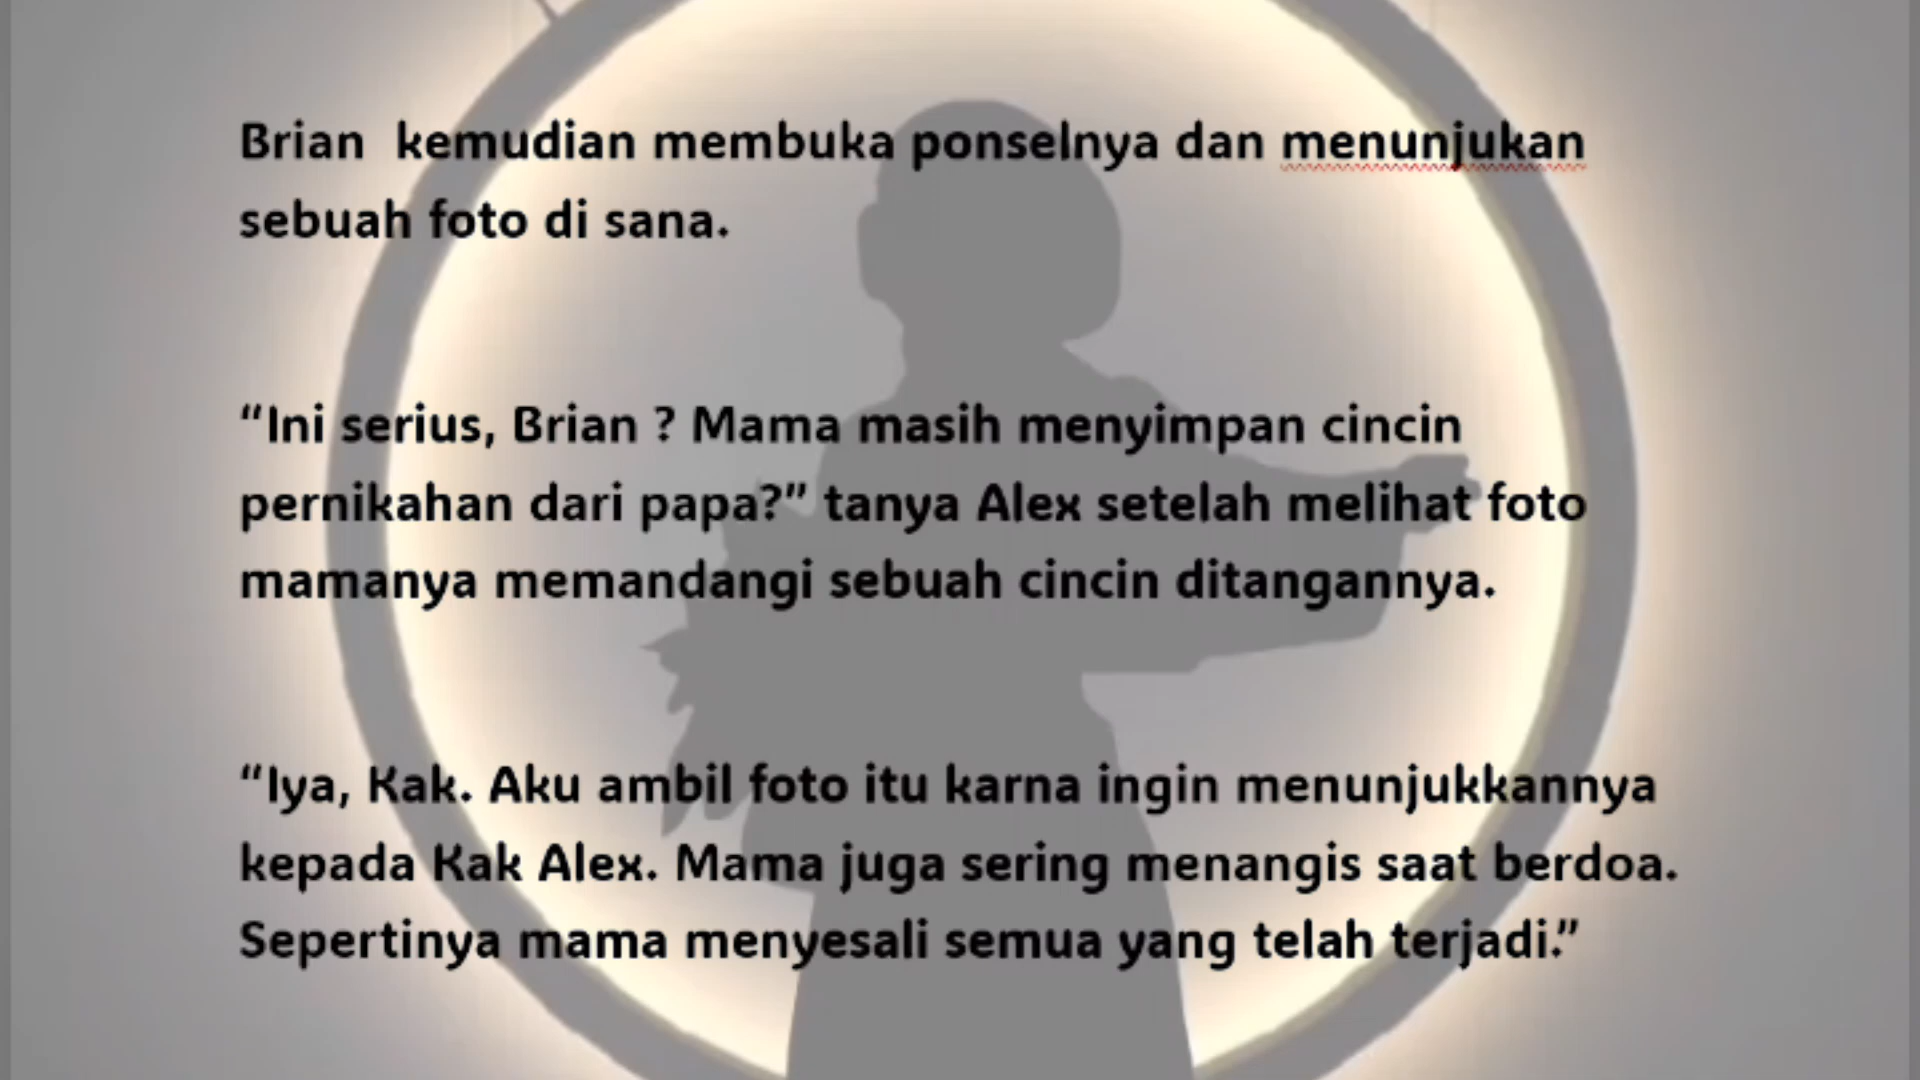 Brian  kemudian membuka ponselnya dan menunjukan
sebuah foto di sana.
“Ini serius, Brian ? Mama masih menyimpan cincin
pernikahan dari papa?” tanya Alex setelah melihat foto
mamanya memandangi sebuah cincin ditangannya.
“Iya, Kak. Aku ambil foto itu karna ingin menunjukkannya
kepada Kak Alex. Mama juga sering menangis saat berdoa.
Sepertinya mama menyesali semua yang telah terjadi.”